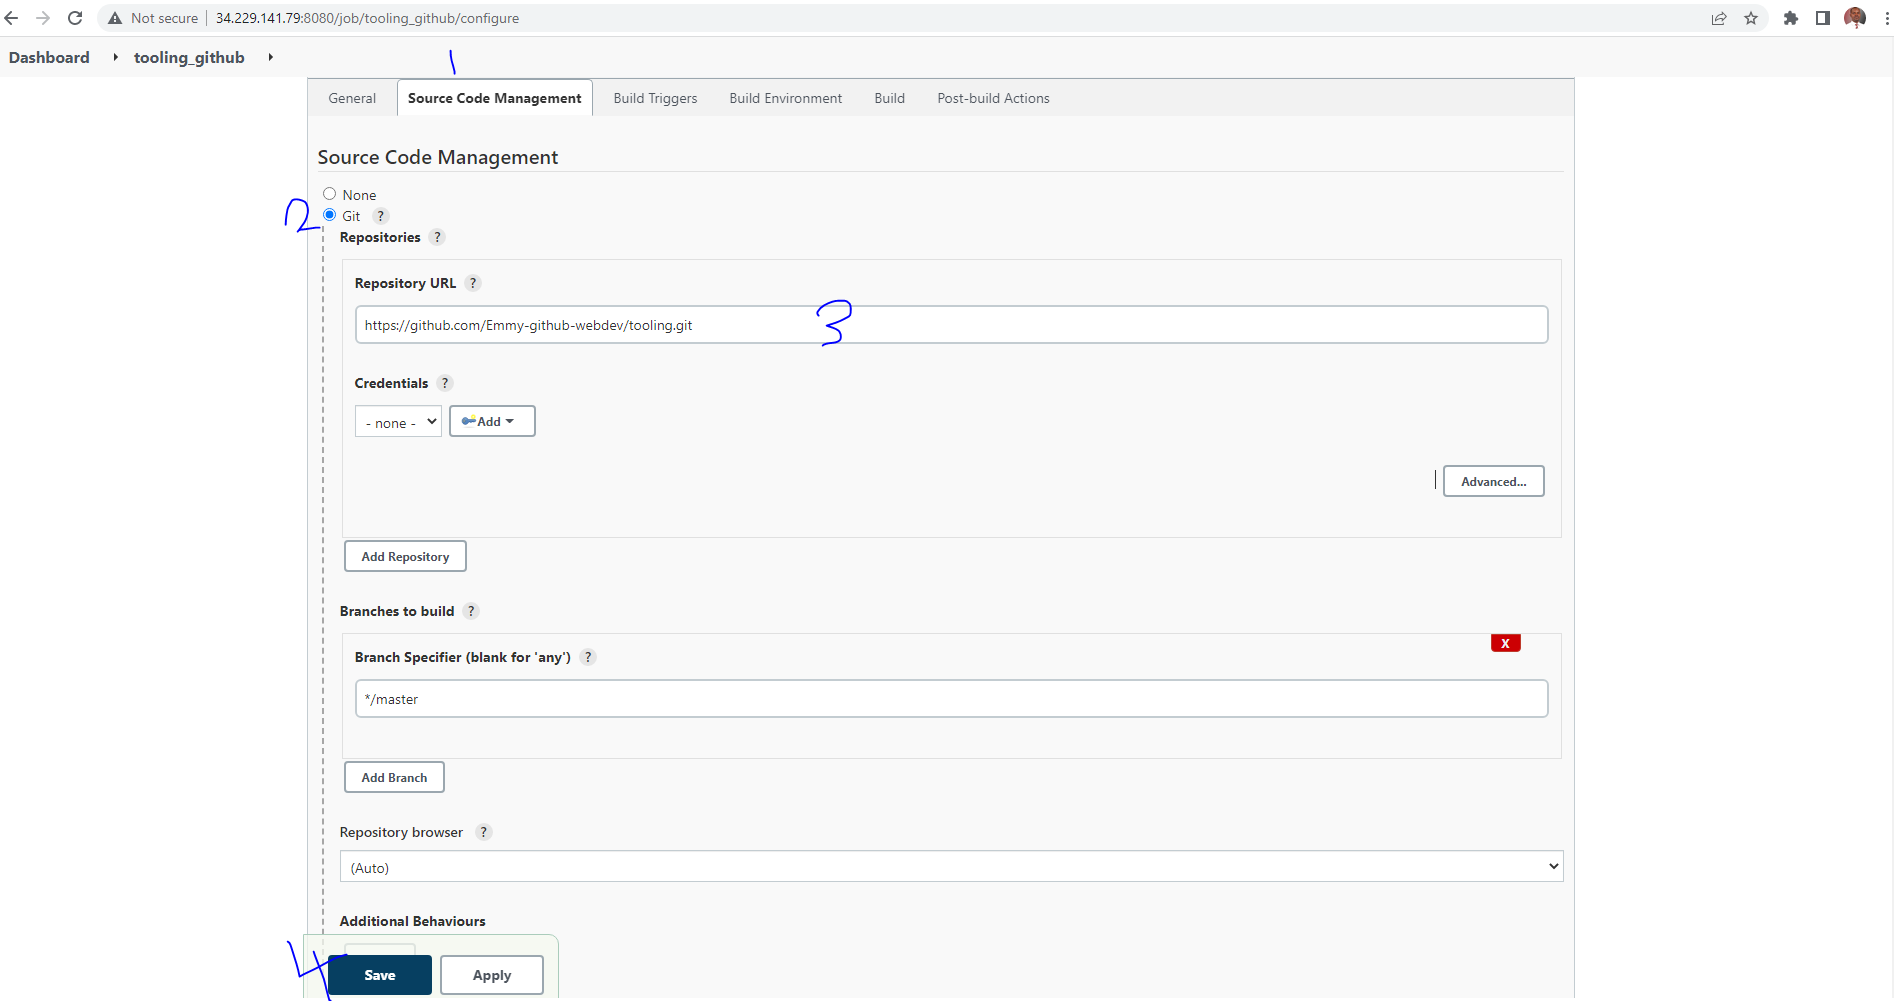 Not secure 34.229.141.79:8080/job/tooling_github/configure
Dashboard tooling_github
1
General Source Code Management Build Triggers Build Environment Build Post-build Actions
Source Code Management
None
2 Git ?
Repositories ?
Repository URL ?
https://github.com/Emmy-github-webdev/tooling.git 3
Credentials ?
- none - Add
Advanced...
Add Repository
Branches to build ?
X
Branch Specifier (blank for 'any') ?
*/master
Add Branch
Repository browser ?
(Auto)
Additional Behaviours
4 Save Apply